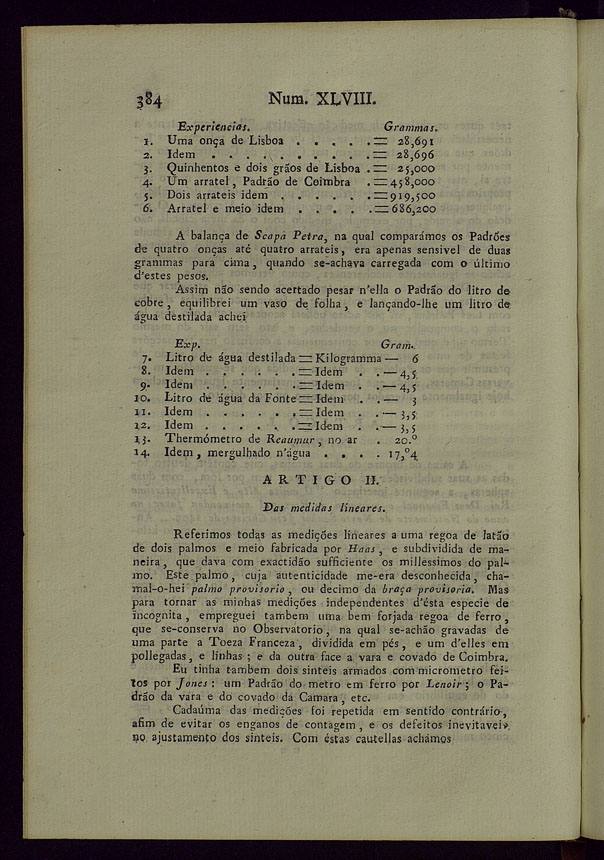 384 Num. XLVIII.
Experiencias. Grammas.
1. Uma onça de Lisboa . . . . . = 28,691
2. Idem . . . . . . . . . . = 28,696
3. Quinhentos e dois grãos de Lisboa . = 25,000
4. Um arratel, Padrão de Coimbra . = 458,000
5. Dois arrateis idem . . . . . . = 919,500
6. Arratel e meio idem . . . . . = 686,200
A balança de Scapa Petra, na qual comparámos os Padrões
de quatro onças até quatro arrateis, era apenas sensivel de duas
grammas para cima, quando se-achava carregada com o último
d'estes pesos.
Assim não sendo acertado pesar n'ella o Padrão do litro de
cobre, equilibrei um vaso de folha, e lançando-lhe um litro de
água destilada achei
Exp. Gram.
7. Litro de água destilada = Kilogramma — 6
8. Idem . . . . . . = Idem . . — 4,5
9. Idem . . . . . . = Idem . . — 4,5
10. Litro de água da Fonte = Idem . . — 3
11. Idem . . . . . . = Idem . . — 3,5
12. Idem . . . . . . = Idem . . — 3,5
13. Thermómetro de Reaumur, no ar . 20.°
14. Idem, mergulhado n'água . . . . 17,°4
ARTIGO II.
Das medidas lineares.
Referimos todas as medições lineares a uma regoa de latão
de dois palmos e meio fabricada por Haas, e subdividida de ma-
neira, que dava com exactidão sufficiente os millessimos do pal-
mo. Este palmo, cuja autenticidade me-era desconhecida, cha-
mal-o-hei palmo provisorio, ou decimo da braça provisoria. Mas
para tornar as minhas medições independentes d'ésta especie de
incognita, empreguei tambem uma bem forjada regoa de ferro,
que se-conserva no Observatorio, na qual se-achão gravadas de
uma parte a Toeza Franceza, dividida em pés, e um d'elles em
pollegadas, e linhas; e da outra face a vara e covado de Coimbra.
Eu tinha tambem dois sinteis armados com micrometro fei-
tos por Jones: um Padrão do metro em ferro por Lenoir; o Pa-
drão da vara e do covado da Camara, etc.
Cadaúma das medições foi repetida em sentido contrário,
afim de evitar os enganos de contagem, e os defeitos inevitaveis
no ajustamento dos sinteis. Com éstas cautellas achámos